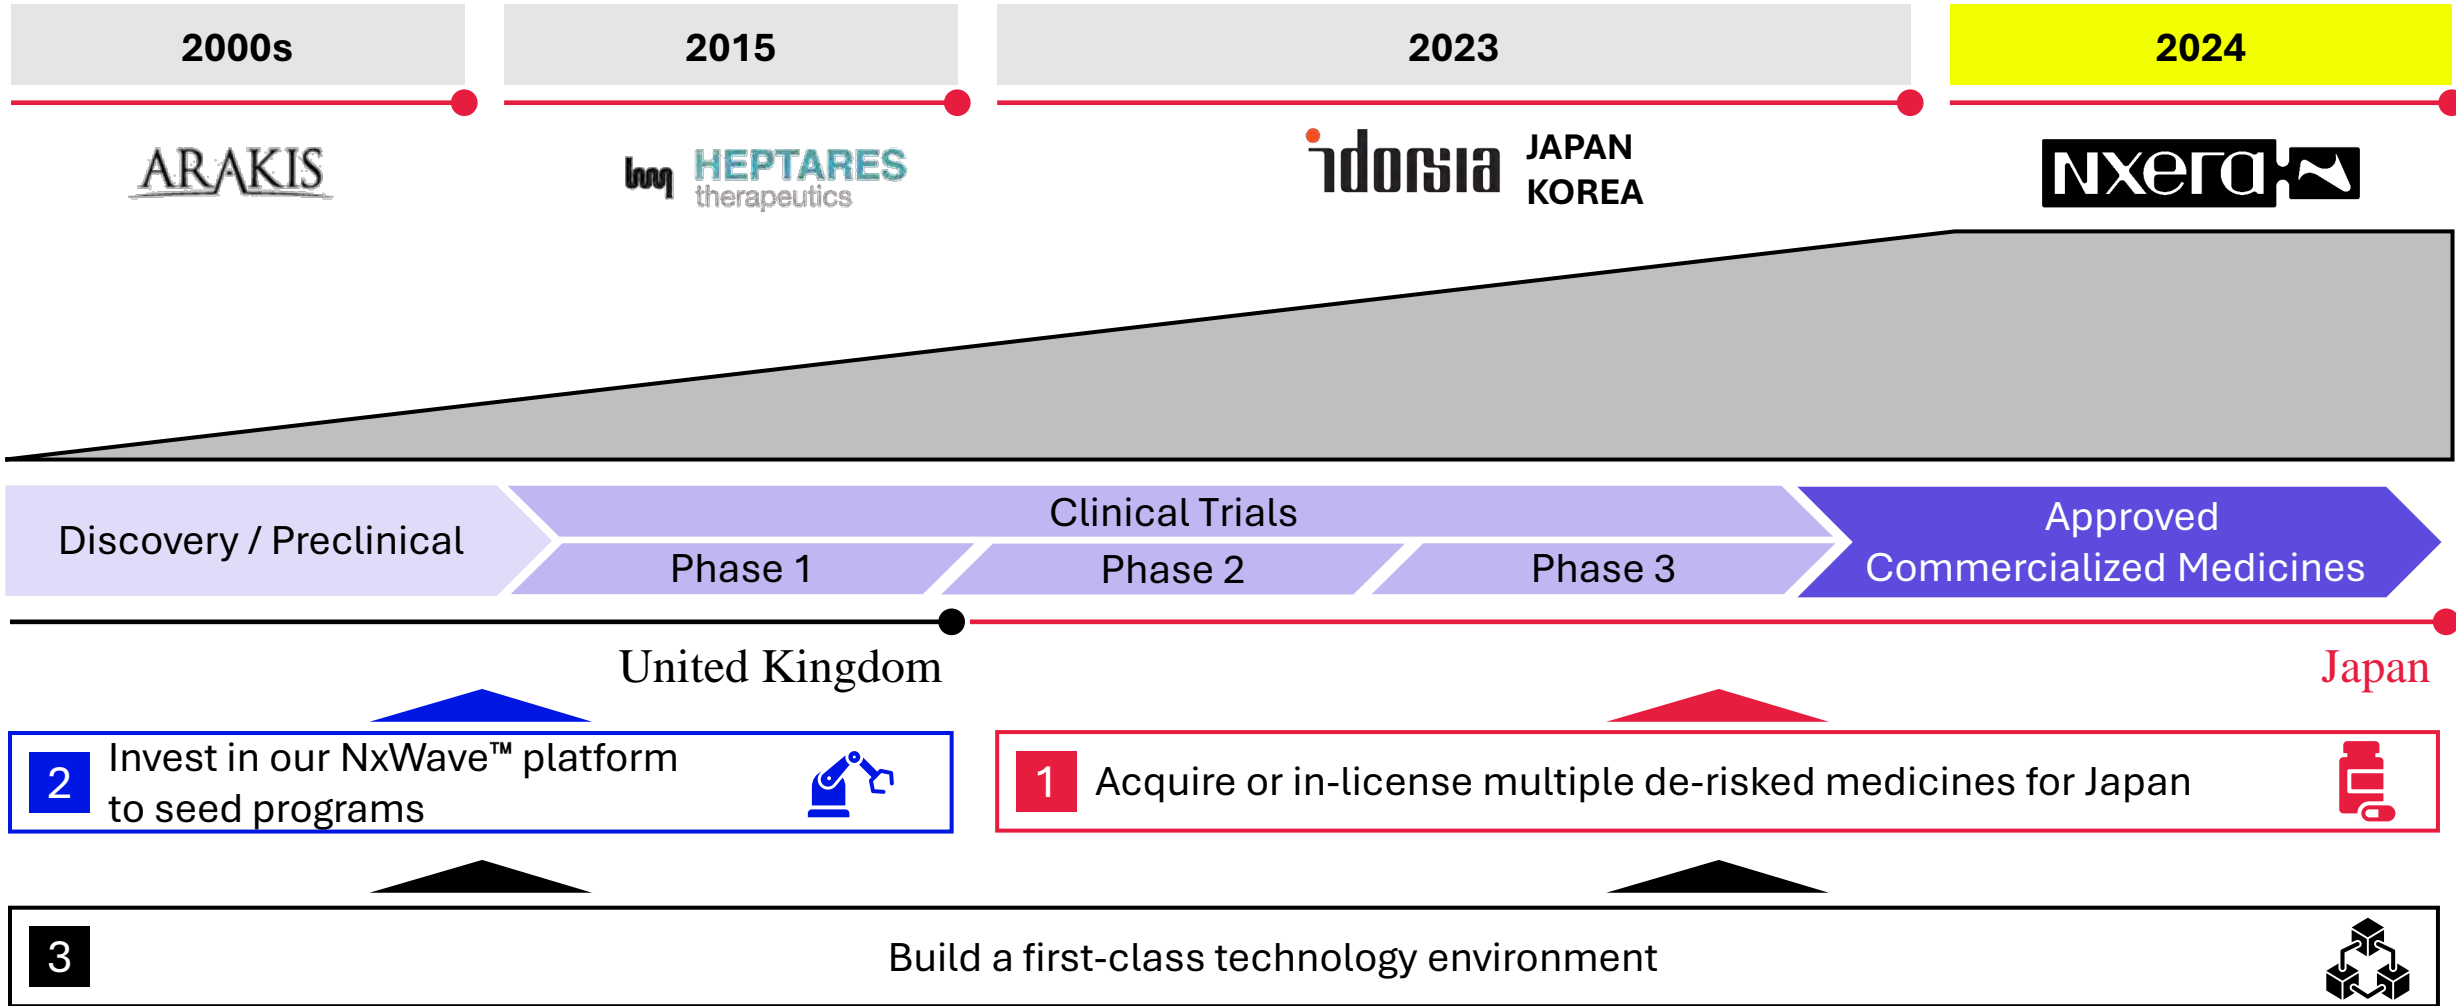 2000s
2015
2023
2024
ARAKIS
HEPTARES
therapeutics
idorsia
JAPAN
KOREA
Nxera
Discovery / Preclinical
Clinical Trials
Phase 1
Phase 2
Phase 3
Approved
Commercialized Medicines
United Kingdom
Japan
2
Invest in our NxWave™ platform
to seed programs
1
Acquire or in-license multiple de-risked medicines for Japan
3
Build a first-class technology environment